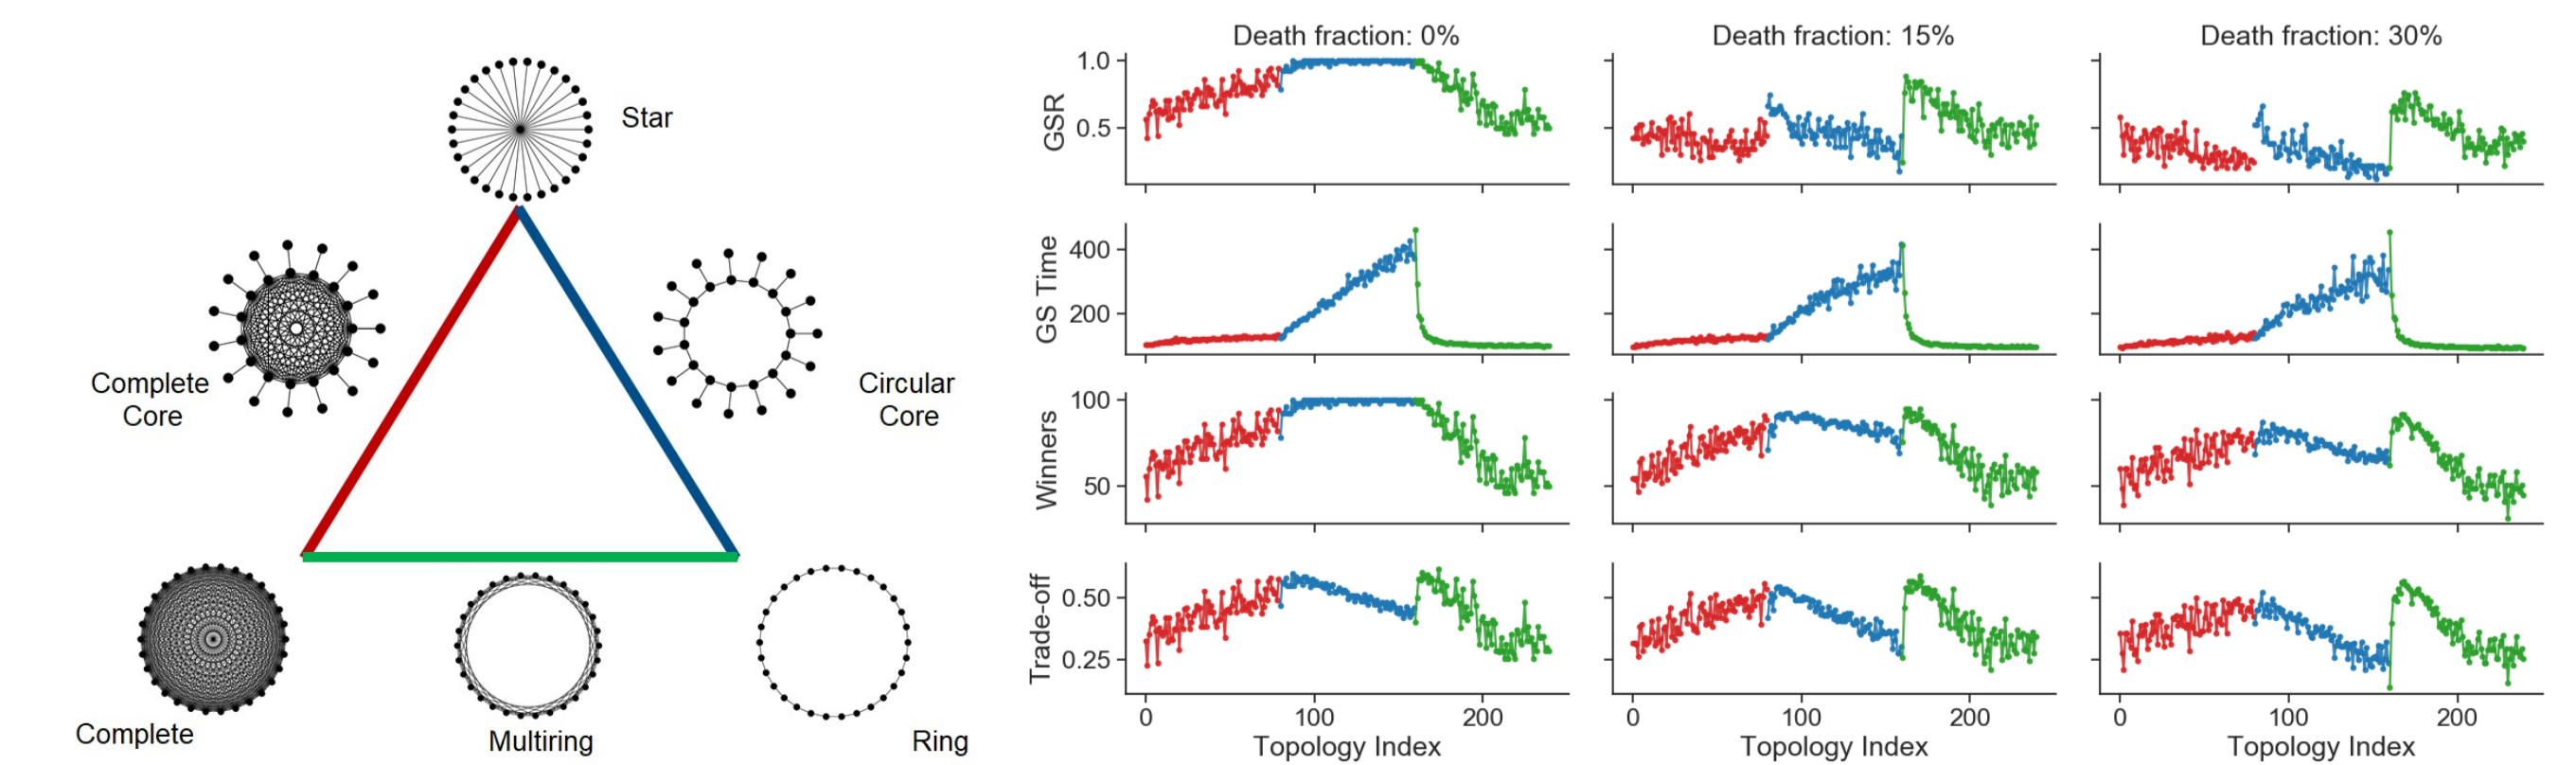 Star
Complete
Core
Circular
Core
Complete
Multiring
Ring
Death fraction: 0%
Death fraction: 15%
Death fraction: 30%
GSR
1.0
0.5
GS Time
400
200
Winners
100
50
Trade-off
0.50
0.25
0
100
200
0
100
200
0
100
200
Topology Index
Topology Index
Topology Index